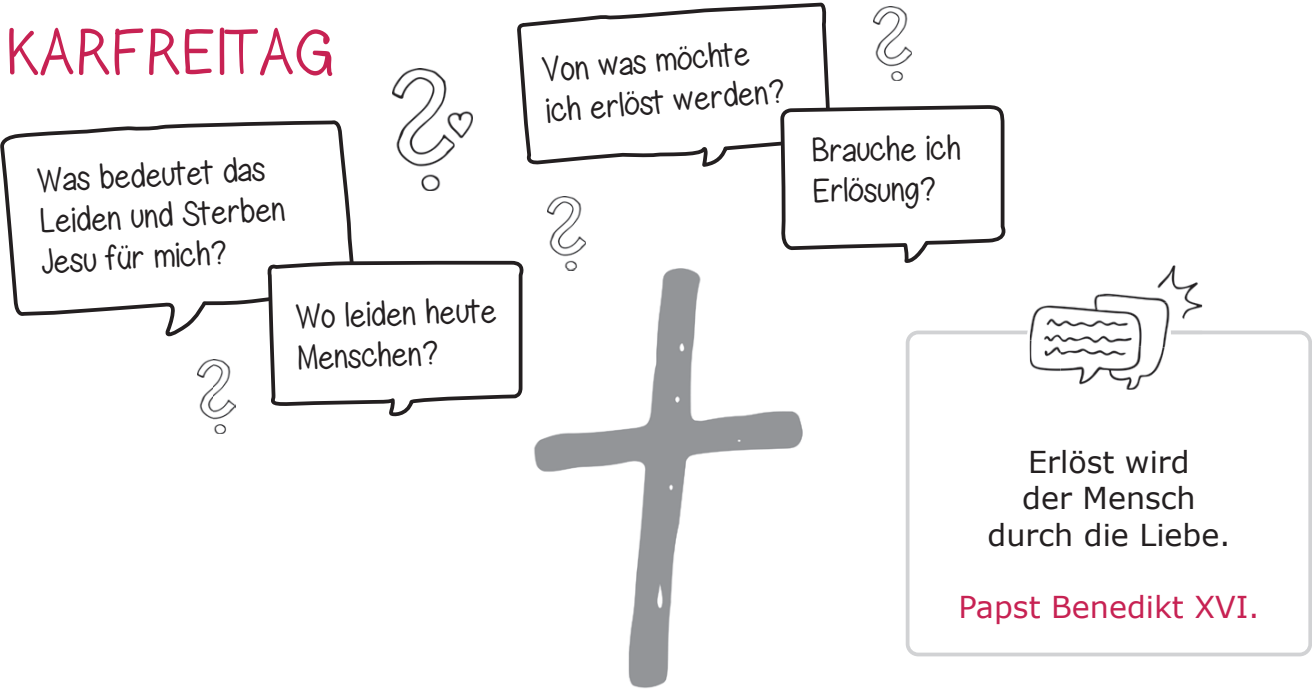 KARFREITAG
Was bedeutet das
Leiden und Sterben
Jesu für mich?
Wo leiden heute
Menschen?
Von was möchte
ich erlöst werden?
Brauche ich
Erlösung?
Erlöst wird
der Mensch
durch die Liebe.
Papst Benedikt XVI.